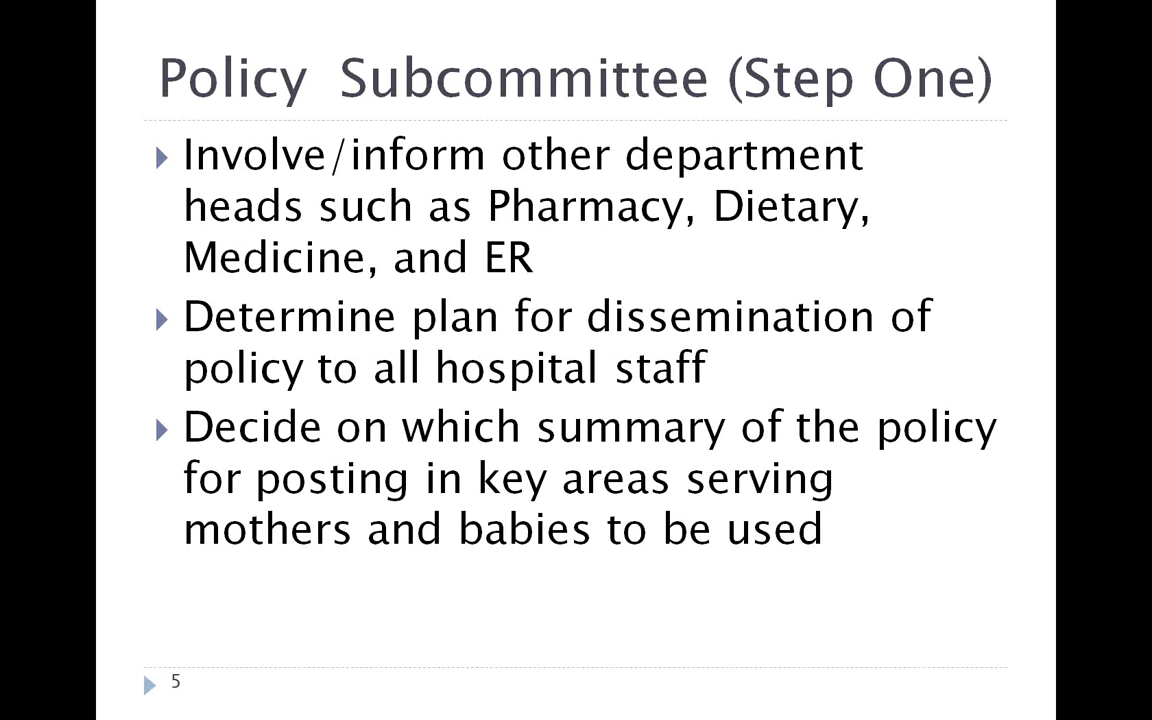 Policy  Subcommittee (Step One)
Involve/inform other department
heads such as Pharmacy, Dietary,
Medicine, and ER
Determine plan for dissemination of
policy to all hospital staff
Decide on which summary of the policy
for posting in key areas serving
mothers and babies to be used
5